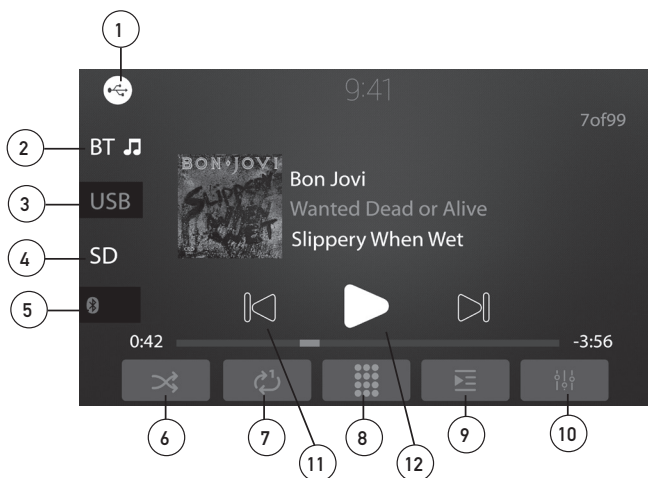 1
9:41
7of99
2
BT
3
USB
4
SD
5
BON JOVI
SLIPPERY
WHEN
WET
Bon Jovi
Wanted Dead or Alive
Slippery When Wet
0:42
-3:56
1
6
7
8
9
10
11
12